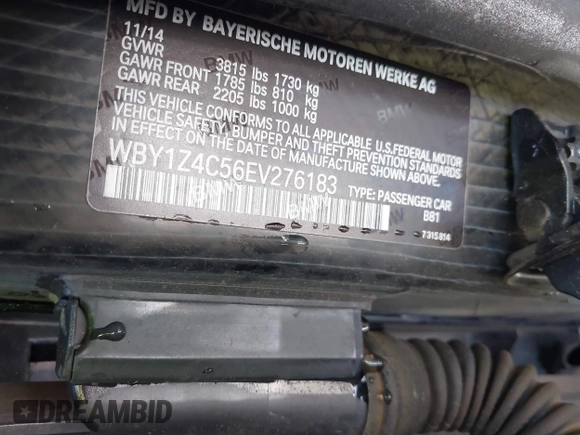 MFD BY BAYERISCHE MOTOREN WERKE AG
11/14
GVWR 3815 lbs 1730 kg
GAWR FRONT 1785 lbs 810 kg
GAWR REAR 2205 lbs 1000 kg
THIS VEHICLE CONFORMS TO ALL APPLICABLE U.S.FEDERAL MOTOR
VEHICLE SAFETY, BUMPER AND THEFT PREVENTION STANDARDS
IN EFFECT ON THE DATE OF MANUFACTURE SHOWN ABOVE.
WBY1Z4C56EV276183
TYPE: PASSENGER CAR
B81
7315814
DREAMBID